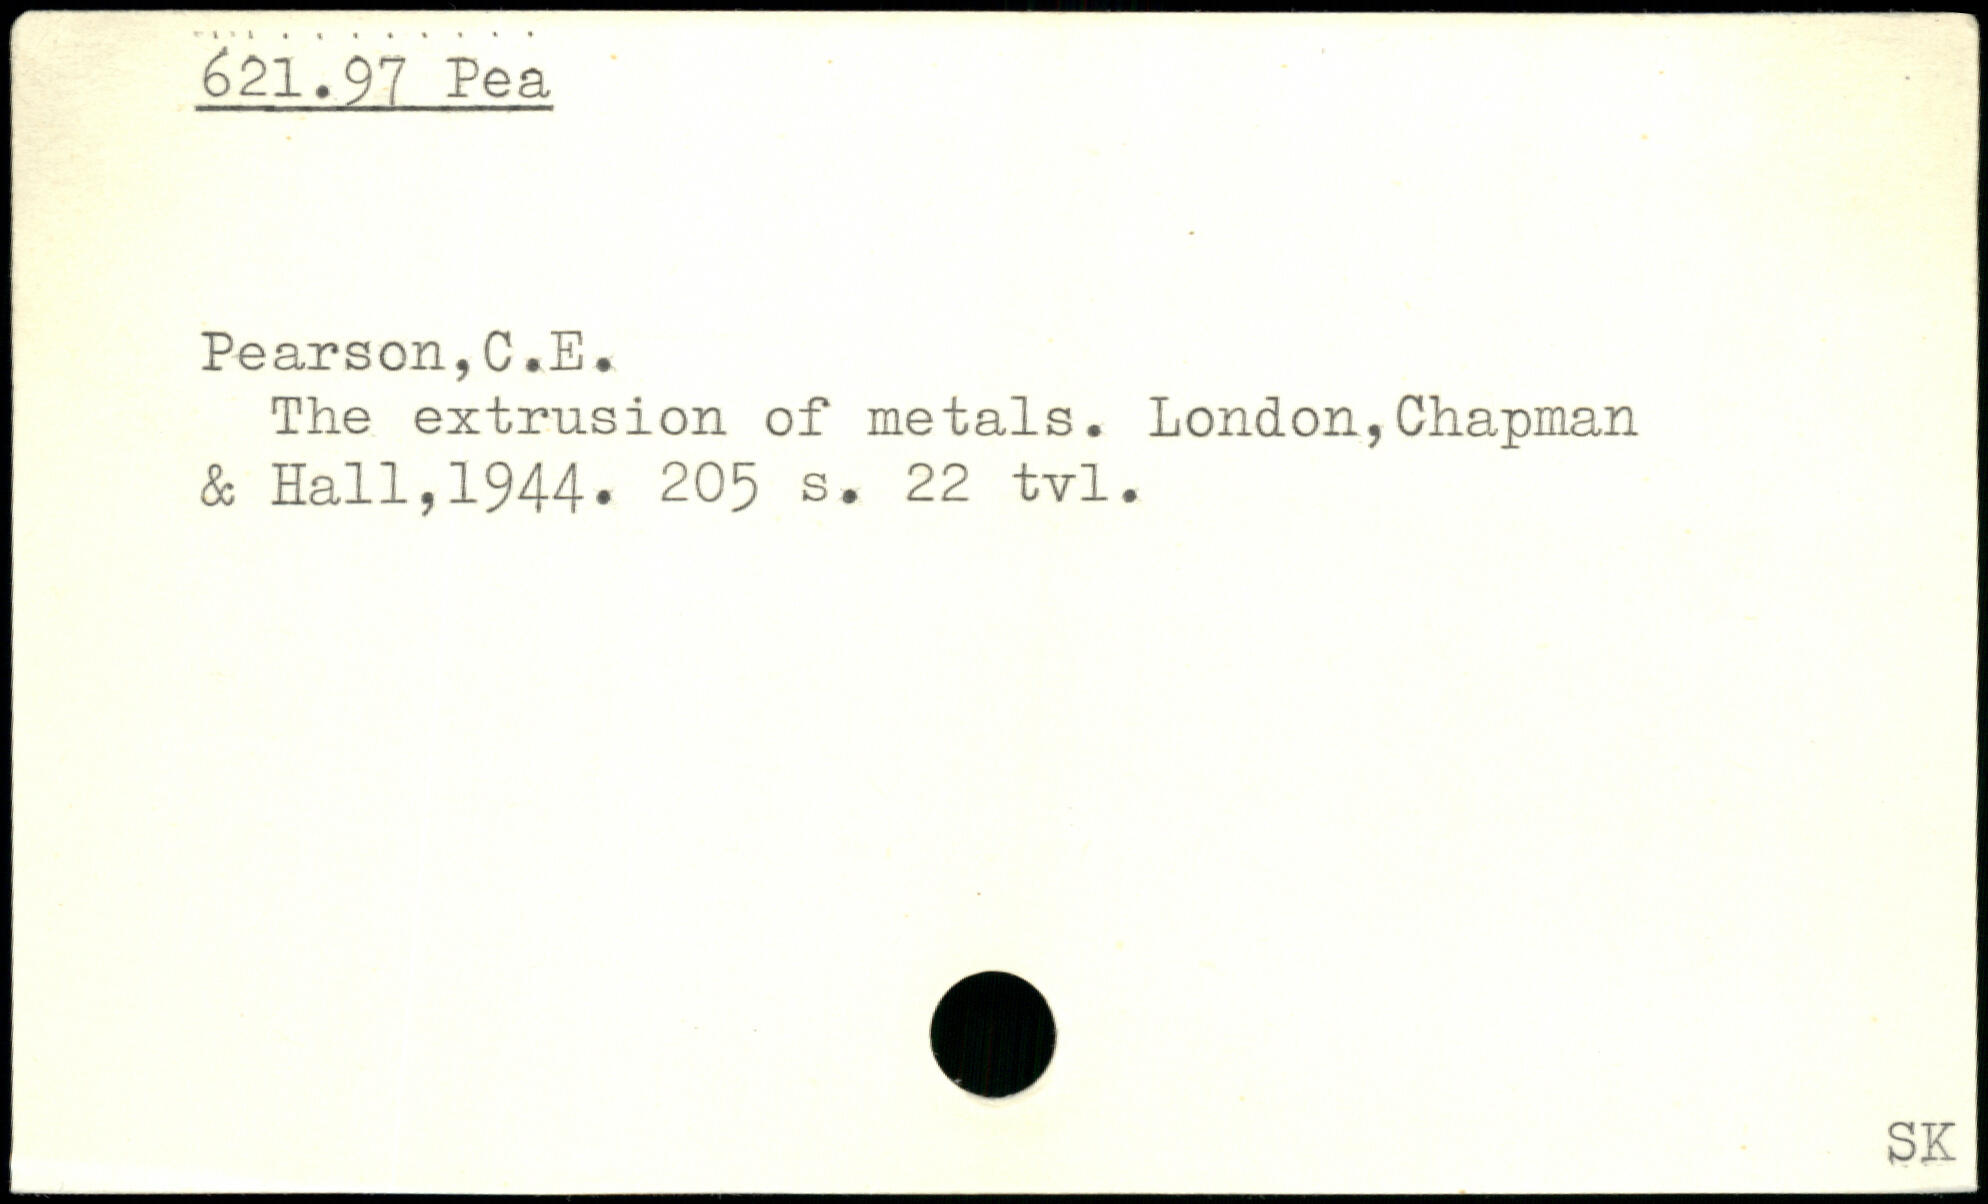 621.97 Pea
Pearson,C.E.
The extrusion of metals. London,Chapman
& Hall,1944. 205 s. 22 tvl.
SK